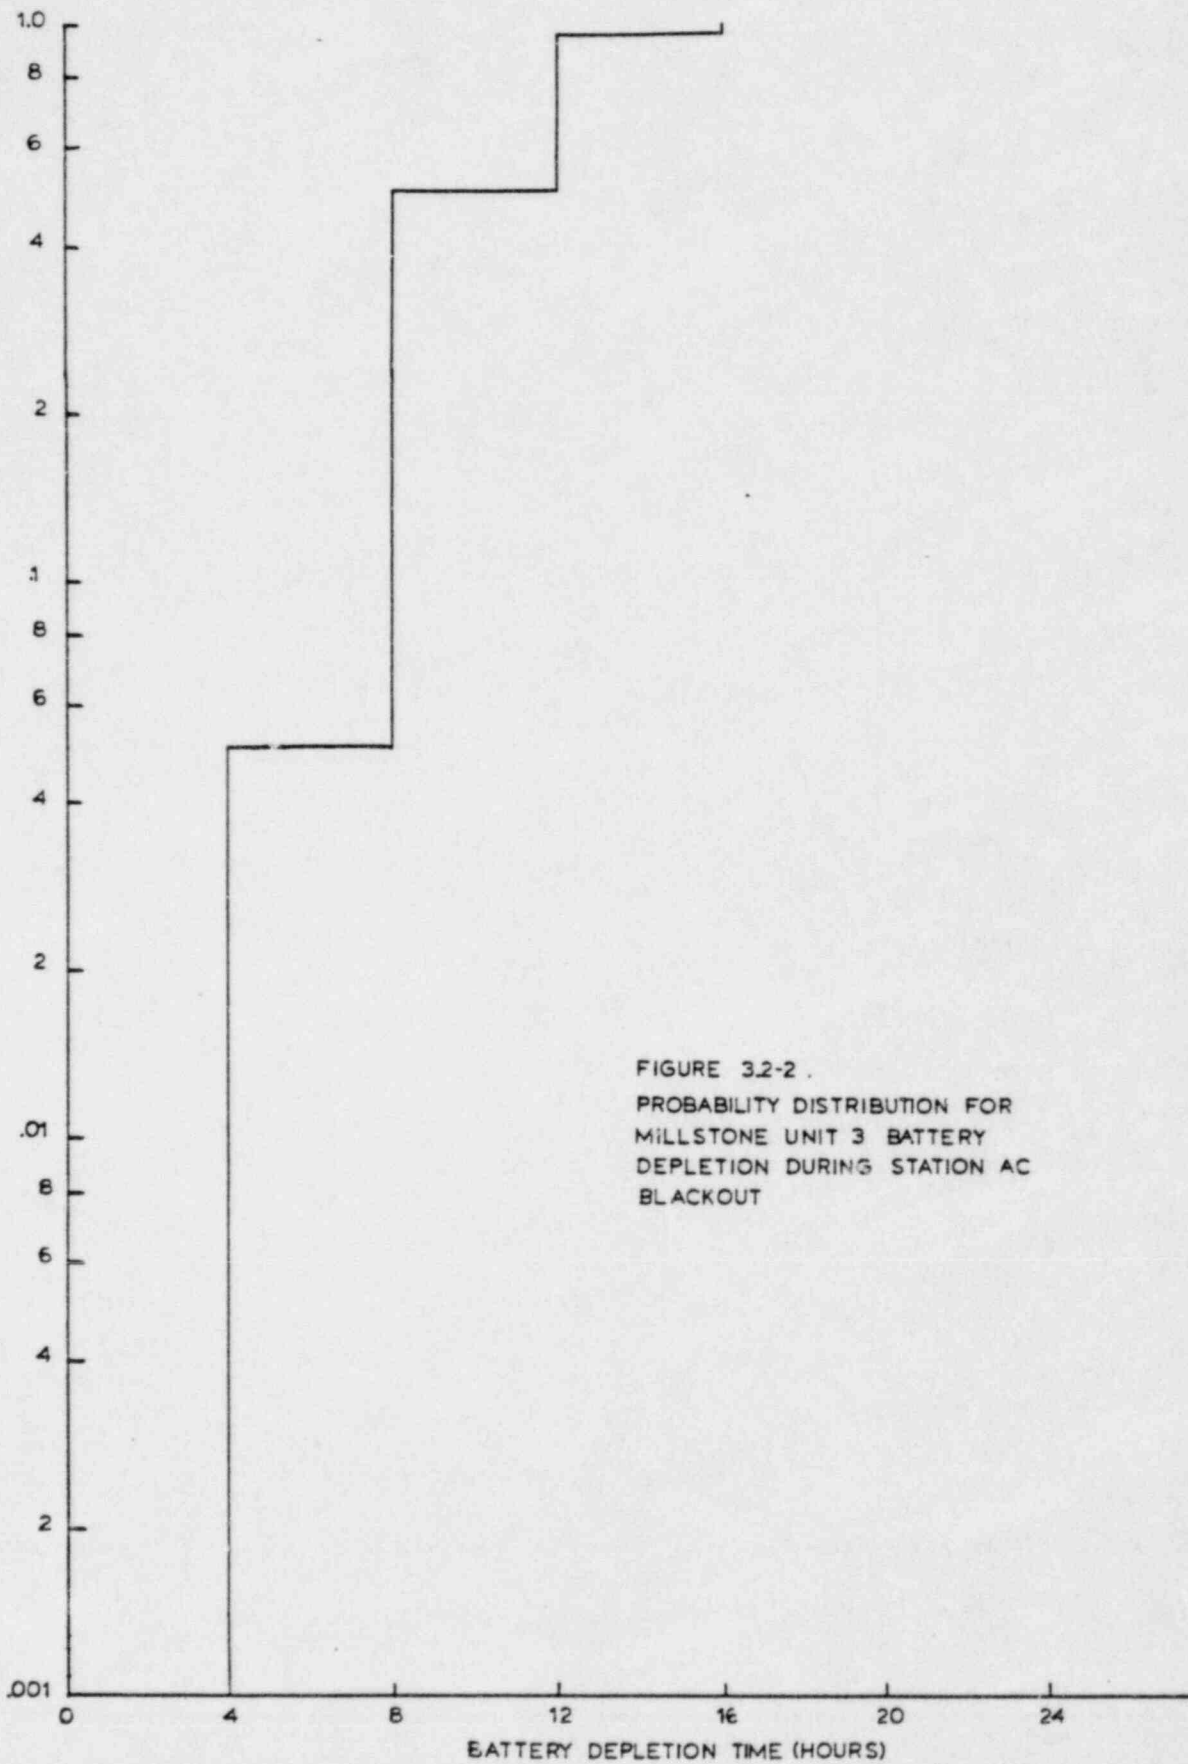 1.0
8
6
4
2
.1
8
6
4
2
.01
8
6
4
2
.001
0 4 8 12 16 20 24
BATTERY DEPLETION TIME (HOURS)
FIGURE 3.2-2.
PROBABILITY DISTRIBUTION FOR
MILLSTONE UNIT 3 BATTERY
DEPLETION DURING STATION AC
BLACKOUT